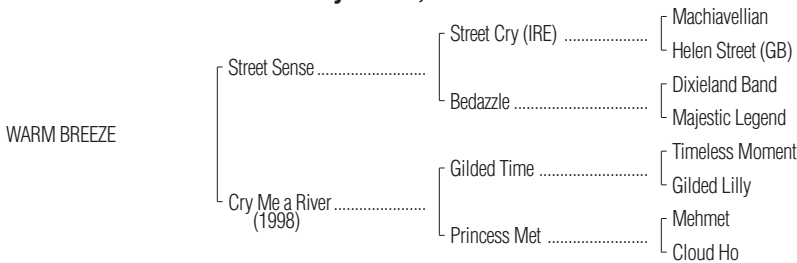 Machiavellian
Street Cry (IRE) ........................
Helen Street (GB)
Street Sense ..............................
Dixieland Band
Bedazzle ......................................
Majestic Legend
WARM BREEZE
Timeless Moment
Gilded Time ...............................
Gilded Lilly
Cry Me a River .........................
(1998)
Mehmet
Princess Met ............................
Cloud Ho